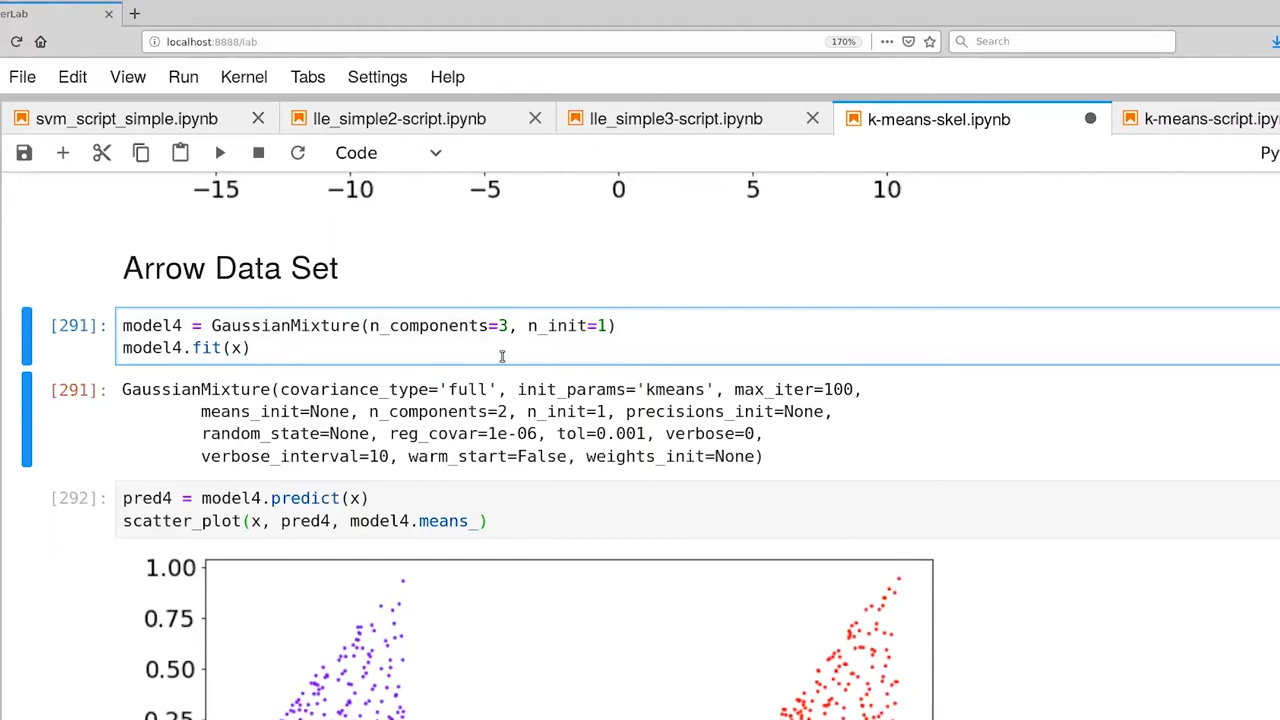 terLab
localhost:8888/lab 170% Search
File Edit View Run Kernel Tabs Settings Help
svm_script_simple.ipynb lle_simple2-script.ipynb lle_simple3-script.ipynb k-means-skel.ipynb k-means-script.ipy
Code Py
−15 −10 −5 0 5 10
Arrow Data Set
[291]: model4 = GaussianMixture(n_components=3, n_init=1)
model4.fit(x)
[291]: GaussianMixture(covariance_type='full', init_params='kmeans', max_iter=100,
means_init=None, n_components=2, n_init=1, precisions_init=None,
random_state=None, reg_covar=1e-06, tol=0.001, verbose=0,
verbose_interval=10, warm_start=False, weights_init=None)
[292]: pred4 = model4.predict(x)
scatter_plot(x, pred4, model4.means_)
1.00
0.75
0.50
0.25